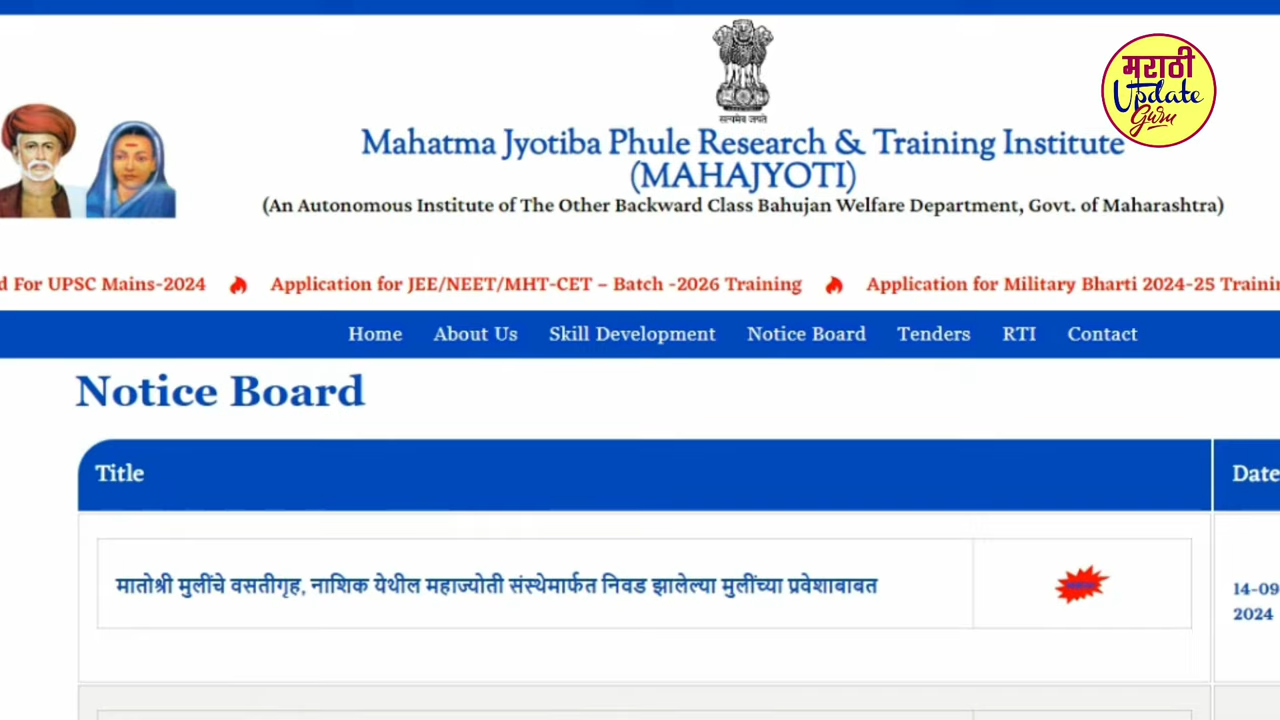 सत्यमेव जयते
मराठी
Update
Guru
Mahatma Jyotiba Phule Research & Training Institute
(MAHAJYOTI)
(An Autonomous Institute of The Other Backward Class Bahujan Welfare Department, Govt. of Maharashtra)
d For UPSC Mains-2024 Application for JEE/NEET/MHT-CET – Batch -2026 Training Application for Military Bharti 2024-25 Trainin
Home About Us Skill Development Notice Board Tenders RTI Contact
Notice Board
Title Date
मातोश्री मुलींचे वसतीगृह, नाशिक येथील महाज्योती संस्थेमार्फत निवड झालेल्या मुलींच्या प्रवेशाबाबत
14-09-
2024